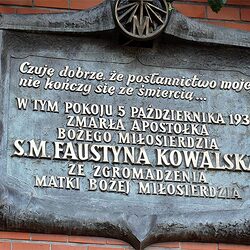 Czuję dobrze, że posłannictwo moje
nie kończy się ze śmiercią...
W TYM POKOJU 5 PAŹDZIERNIKA 193
ZMARŁA APOSTOŁKA
BOŻEGO MIŁOSIERDZIA
S.M. FAUSTYNA KOWALSKA
ZE ZGROMADZENIA
MATKI BOŻEJ MIŁOSIERDZIA